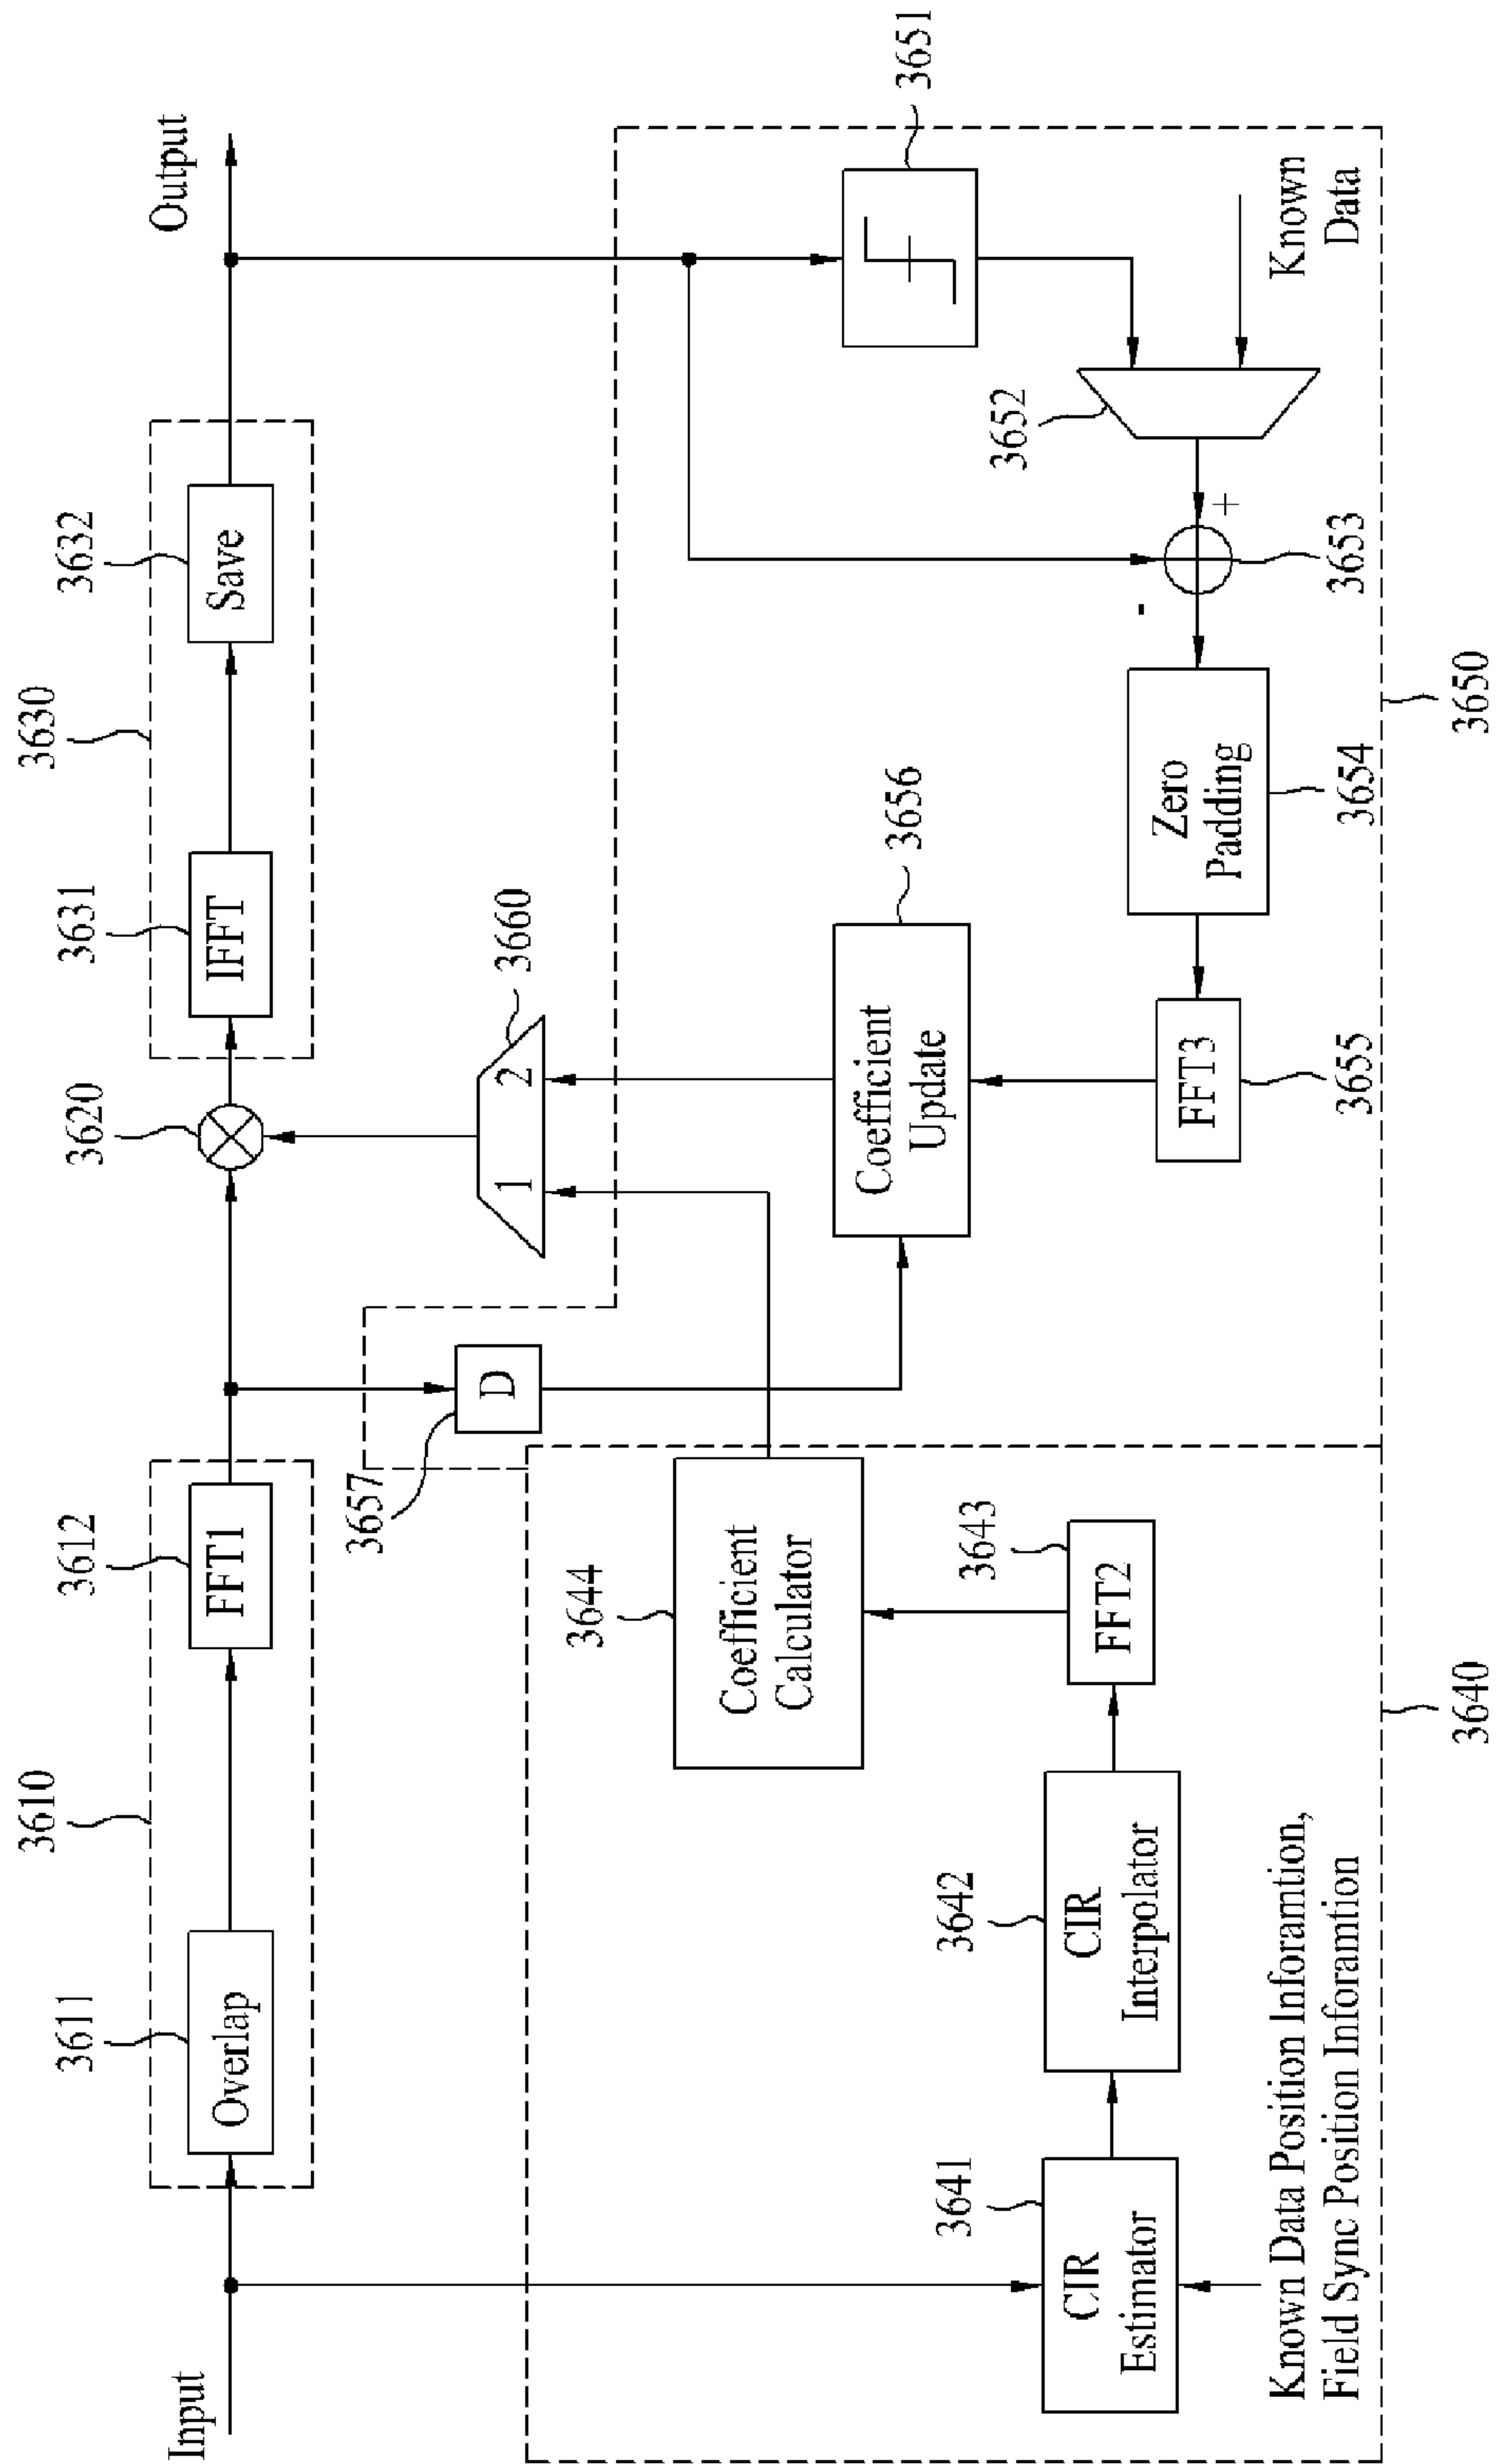 Input
3611
Overlap
3610
3612
FFT1
3620
3631
IFFT
3630
3632
Save
Output
3657
D
1
2
3660
3644
Coefficient
Calculator
3641
CIR
Estimator
3642
CIR
Interpolator
3643
FFT2
Known Data Position Inforamtion,
Field Sync Position Inforamtion
3640
3656
Coefficient
Update
FFT3
3655
Zero
Padding
3654
3650
-
+
3653
3652
3651
Known
Data